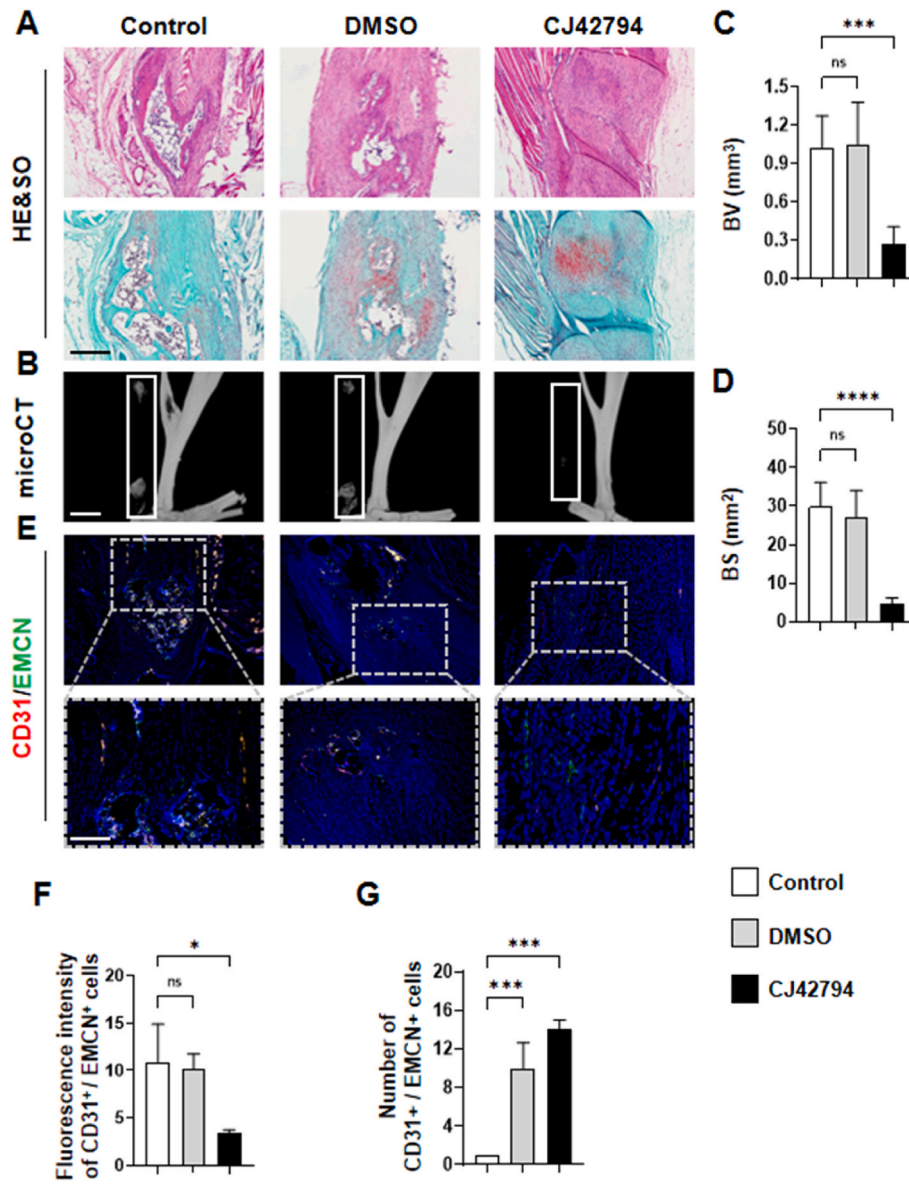 A
Control
DMSO
CJ42794
HE&SO
B
microCT
E
CD31/EMCN
C
***
ns
BV (mm³)
1.5
1.2
0.9
0.6
0.3
0.0
D
****
ns
BS (mm²)
50
40
30
20
10
0
F
*
ns
Fluorescence intensity
of CD31⁺ / EMCN⁺ cells
20
15
10
5
0
G
***
***
Number of
CD31+ / EMCN+ cells
20
16
12
8
4
0
Control
DMSO
CJ42794